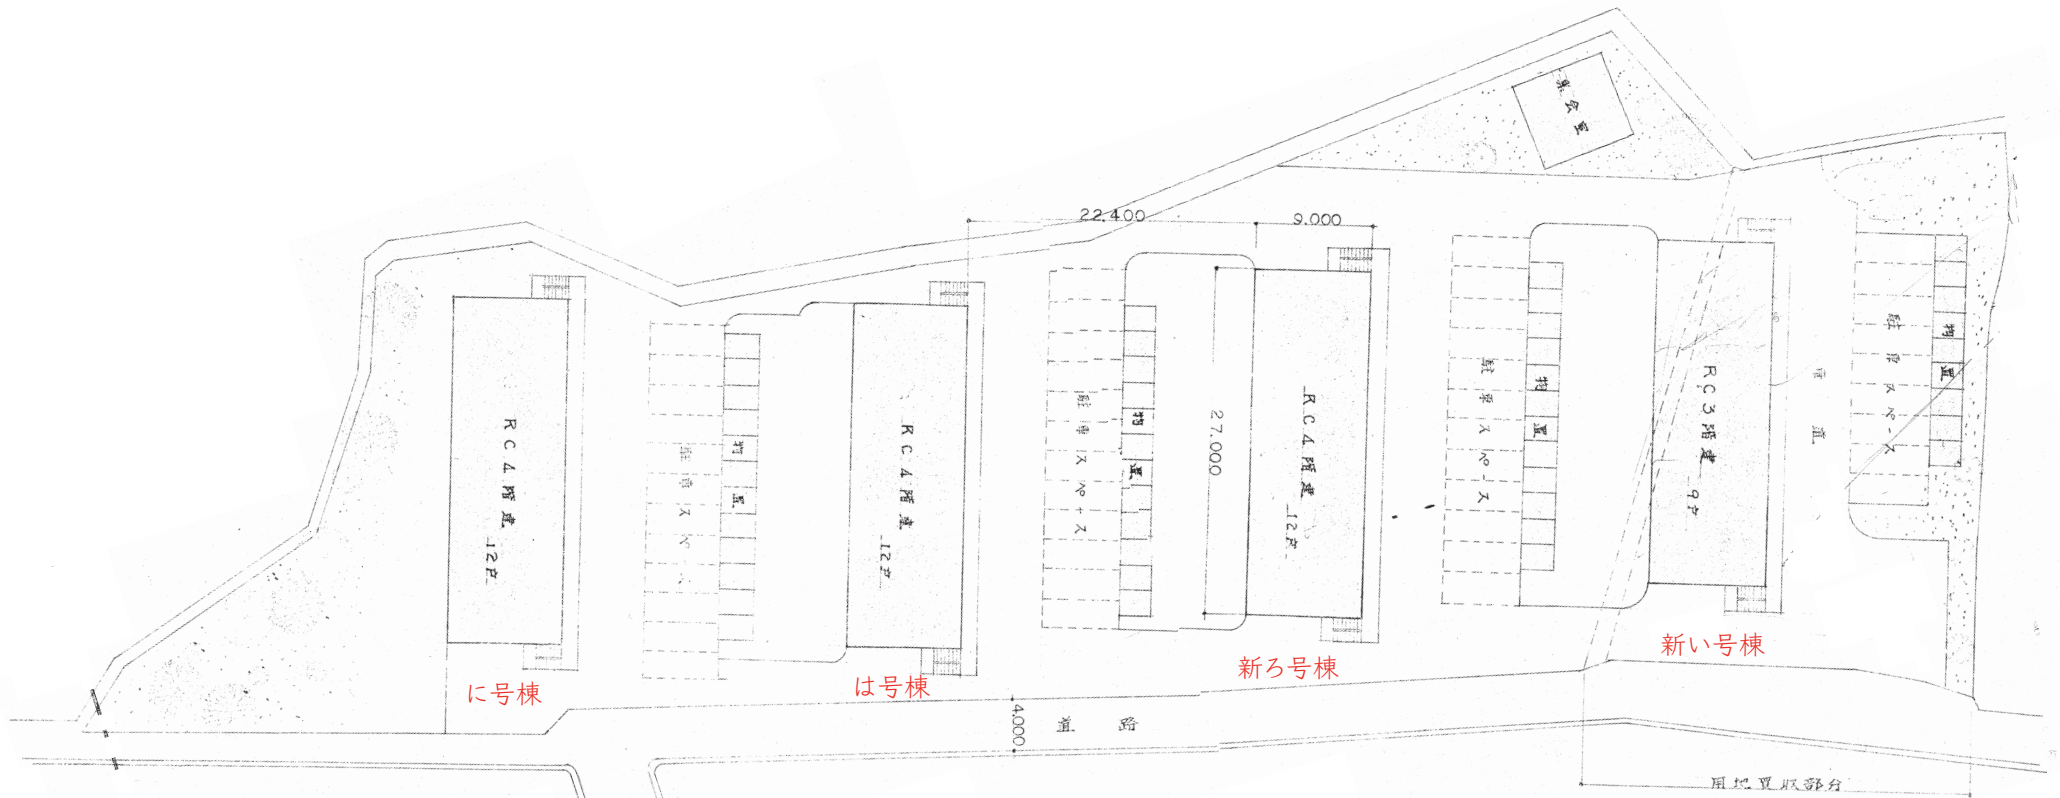 集会室
22.400
9.000
RC4階建 12戸
駐車スペ
物置
RC4階建 12戸
駐車スペース
物置
27.000
RC4階建 12戸
駐車スペース
物置
RC3階建 9戸
車道
駐車スペース
物置
に号棟
は号棟
新ろ号棟
新い号棟
4.000
道路
用地買収部分